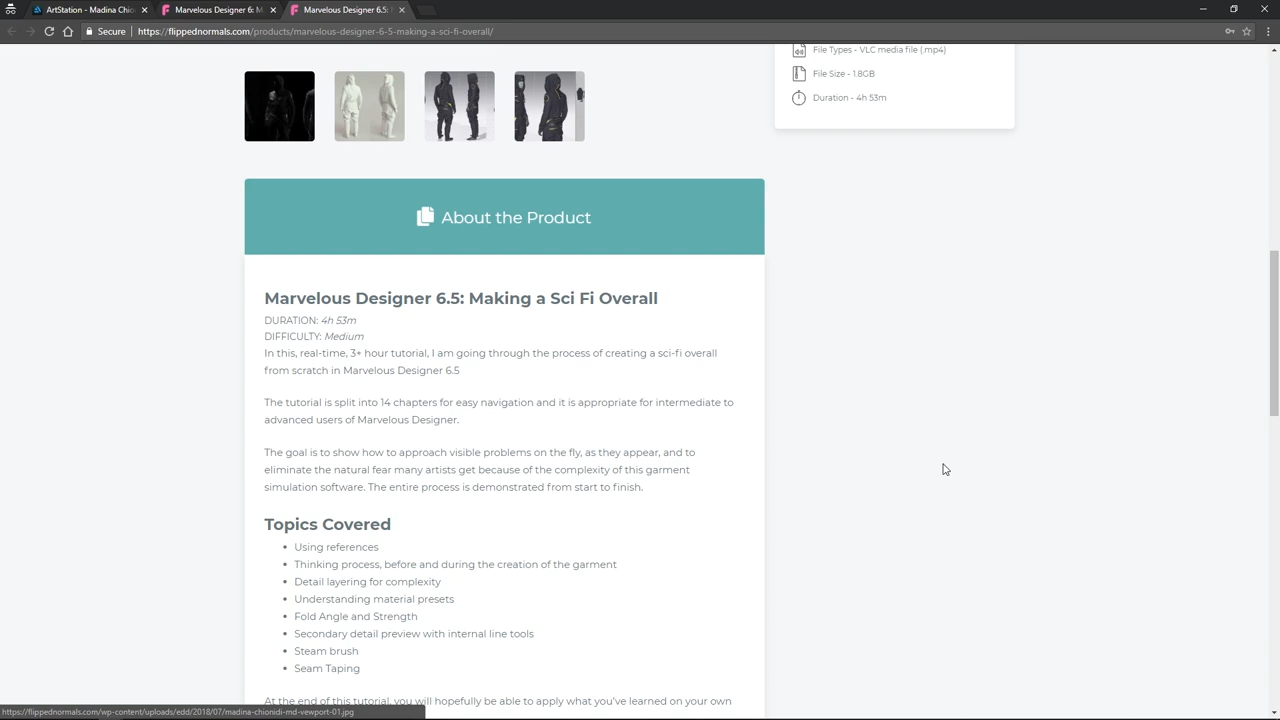 ArtStation - Madina Chio
Marvelous Designer 6: M
Marvelous Designer 6.5:
Secure
https://flippednormals.com/products/marvelous-designer-6-5-making-a-sci-fi-overall/
File Types - VLC media file (.mp4)
File Size - 1.8GB
Duration - 4h 53m
About the Product
Marvelous Designer 6.5: Making a Sci Fi Overall
DURATION: 4h 53m
DIFFICULTY: Medium
In this, real-time, 3+ hour tutorial, I am going through the process of creating a sci-fi overall
from scratch in Marvelous Designer 6.5
The tutorial is split into 14 chapters for easy navigation and it is appropriate for intermediate to
advanced users of Marvelous Designer.
The goal is to show how to approach visible problems on the fly, as they appear, and to
eliminate the natural fear many artists get because of the complexity of this garment
simulation software. The entire process is demonstrated from start to finish.
Topics Covered
Using references
Thinking process, before and during the creation of the garment
Detail layering for complexity
Understanding material presets
Fold Angle and Strength
Secondary detail preview with internal line tools
Steam brush
Seam Taping
At the end of this tutorial, you will hopefully be able to apply what you've learned on your own
https://flippednormals.com/wp-content/uploads/edd/2018/07/madina-chionidi-md-vewport-01.jpg